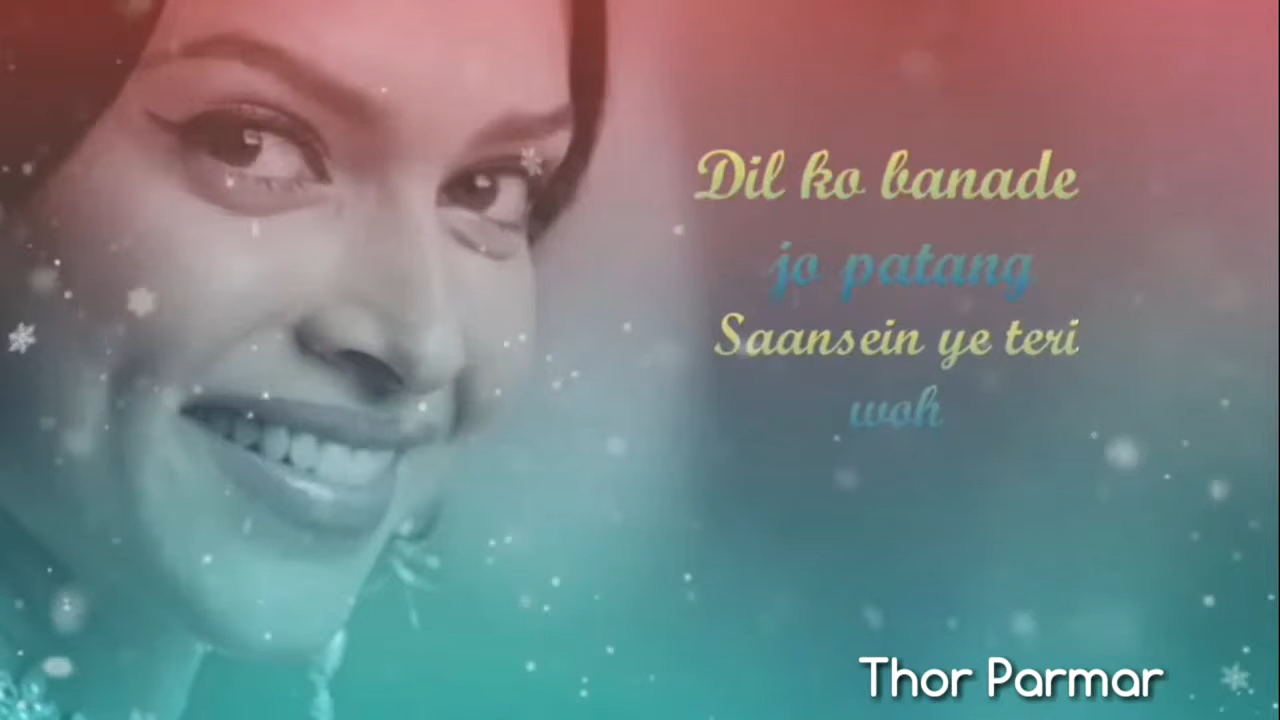 Dil ko banade
jo patang
Saansein ye teri
woh
Thor Parmar